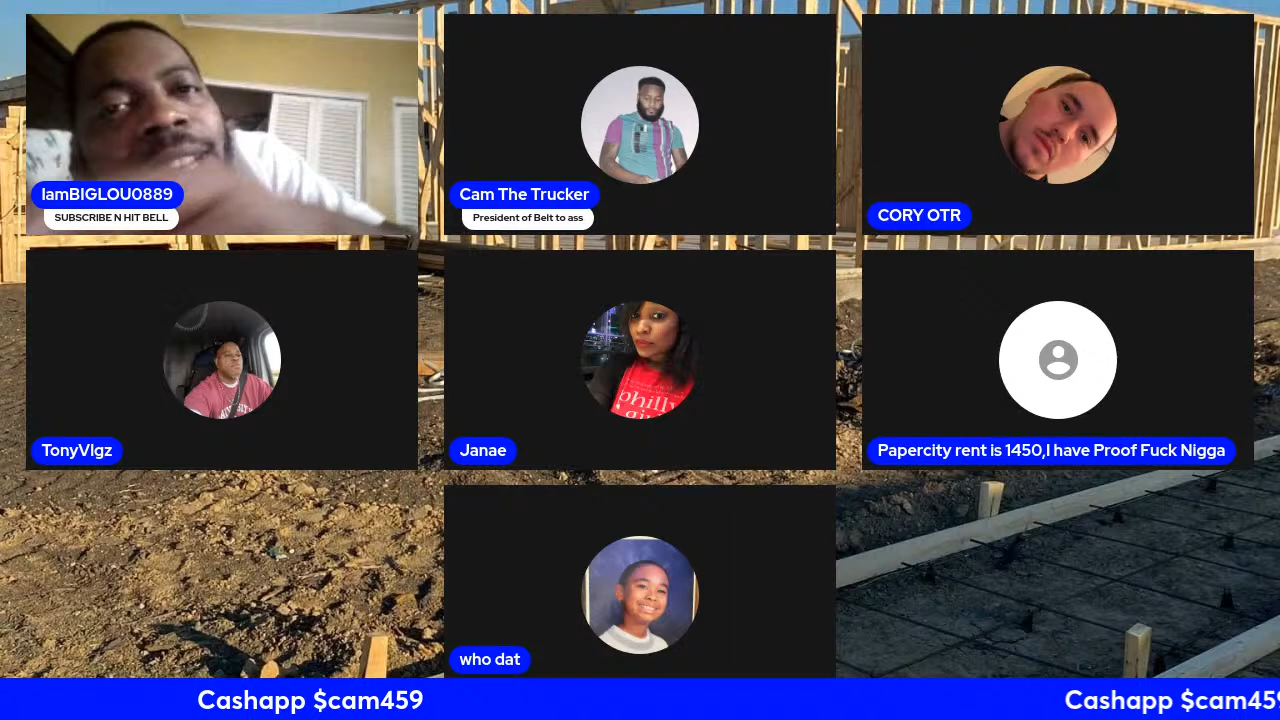 IamBIGLOU0889
SUBSCRIBE N HIT BELL
Cam The Trucker
President of Belt to ass
CORY OTR
TonyVlgz
Janae
philly
Papercity rent is 1450,I have Proof Fuck Nigga
who dat
Cashapp $cam459
Cashapp $cam459